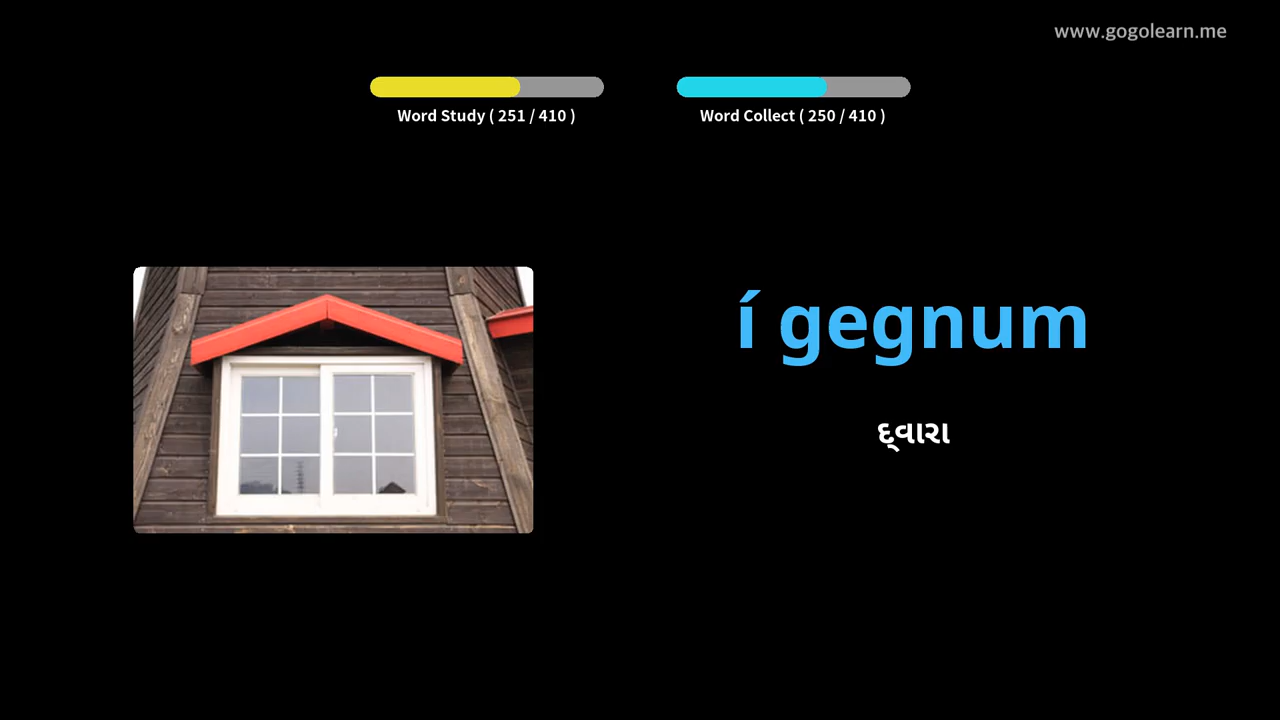 www.gogolearn.me
Word Study ( 251 / 410 )
Word Collect ( 250 / 410 )
í gegnum
દ્વારા